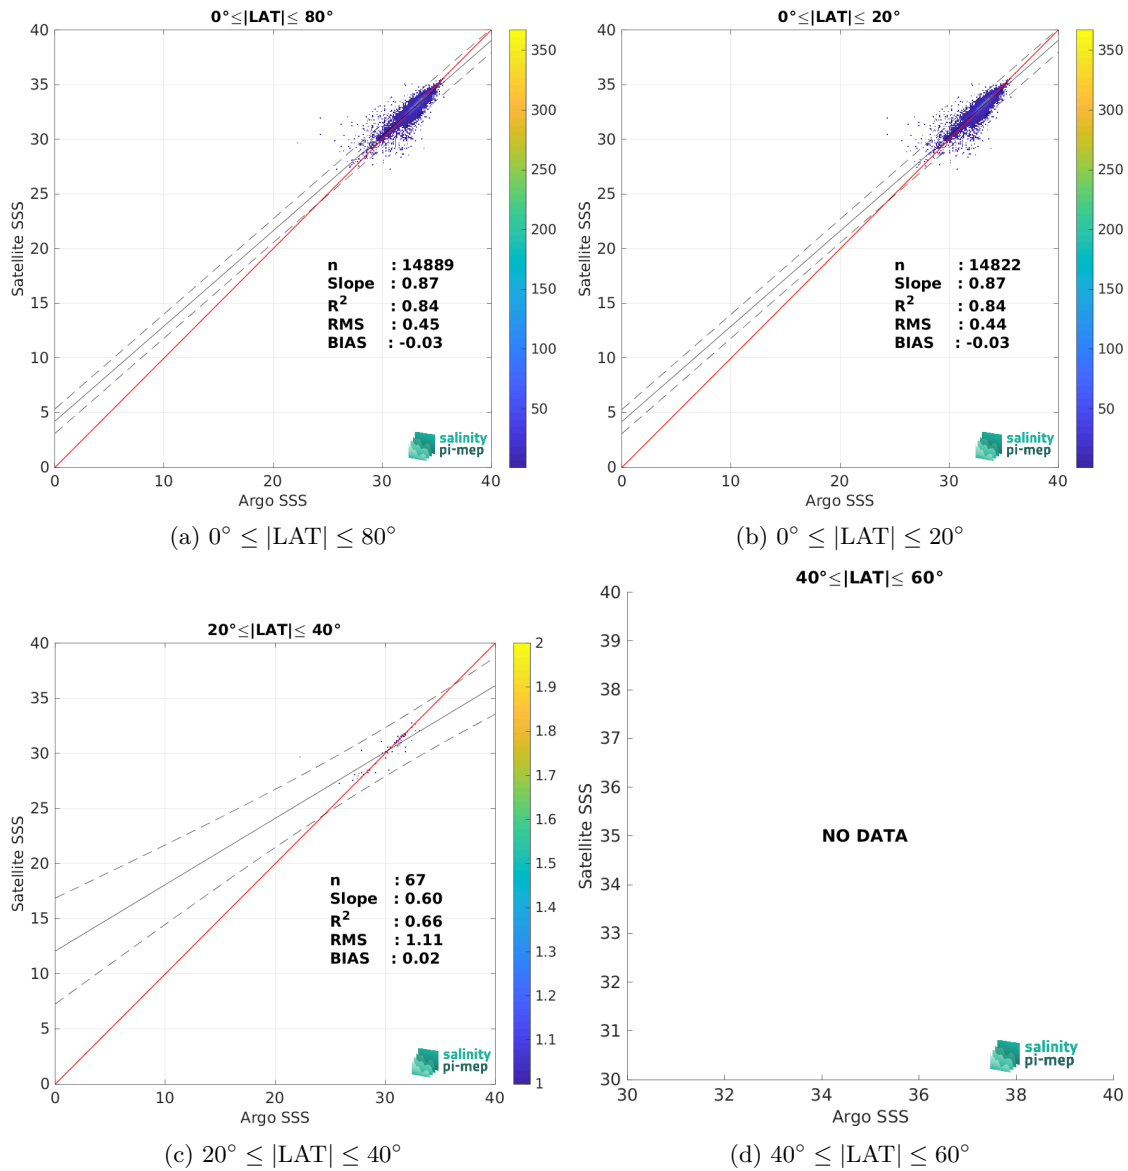 0°≤|LAT|≤ 80°
40
35
30
25
20
15
10
5
0
Satellite SSS
n : 14889
Slope : 0.87
R² : 0.84
RMS : 0.45
BIAS : -0.03
salinity
pi-mep
0 10 20 30 40
Argo SSS
350
300
250
200
150
100
50
(a) 0° ≤ |LAT| ≤ 80°
0°≤|LAT|≤ 20°
40
35
30
25
20
15
10
5
0
Satellite SSS
n : 14822
Slope : 0.87
R² : 0.84
RMS : 0.44
BIAS : -0.03
salinity
pi-mep
0 10 20 30 40
Argo SSS
350
300
250
200
150
100
50
(b) 0° ≤ |LAT| ≤ 20°
20°≤|LAT|≤ 40°
40
35
30
25
20
15
10
5
0
Satellite SSS
n : 67
Slope : 0.60
R² : 0.66
RMS : 1.11
BIAS : 0.02
salinity
pi-mep
0 10 20 30 40
Argo SSS
2
1.9
1.8
1.7
1.6
1.5
1.4
1.3
1.2
1.1
1
(c) 20° ≤ |LAT| ≤ 40°
40°≤|LAT|≤ 60°
40
39
38
37
36
35
34
33
32
31
30
Satellite SSS
NO DATA
salinity
pi-mep
30 32 34 36 38 40
Argo SSS
(d) 40° ≤ |LAT| ≤ 60°